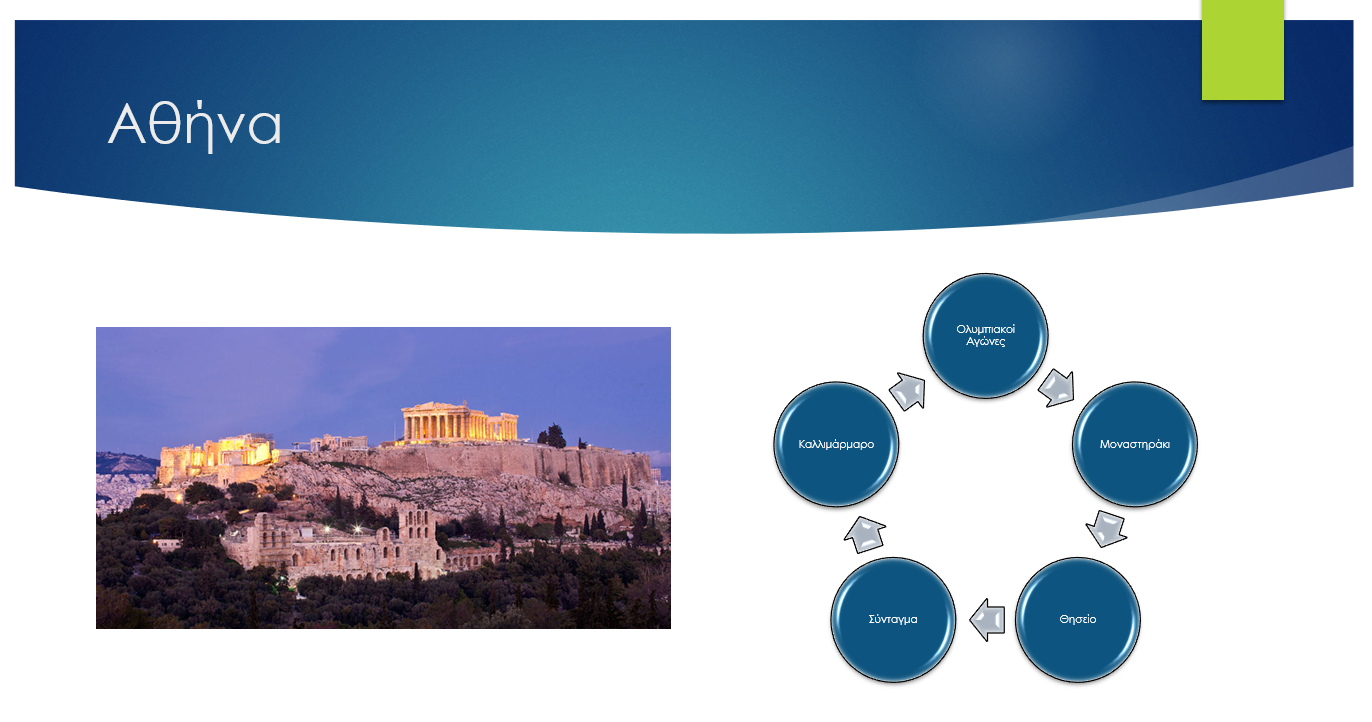 Αθήνα
Ολυμπιακοί
Αγώνες
Μοναστηράκι
Θησείο
Σύνταγμα
Καλλιμάρμαρο